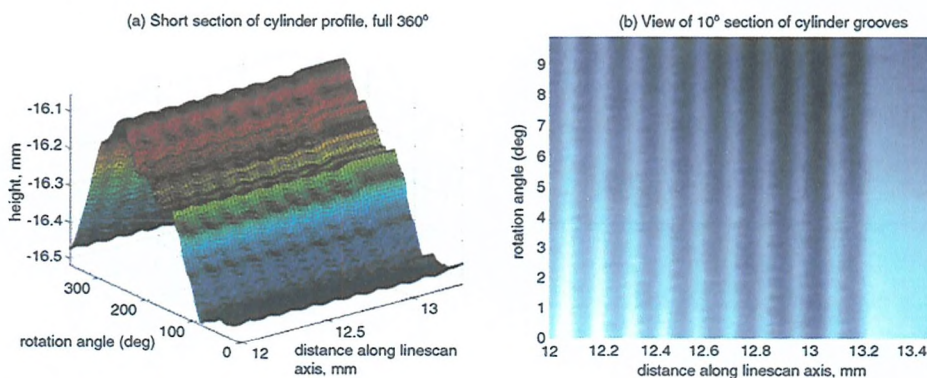 (a) Short section of cylinder profile, full 360º
-16.1
-16.2
-16.3
-16.4
-16.5
height, mm
300
200
100
0
rotation angle (deg)
12
12.5
13
distance along linescan
axis, mm
(b) View of 10º section of cylinder grooves
9
8
7
6
5
4
3
2
1
0
rotation angle (deg)
12 12.2 12.4 12.6 12.8 13 13.2 13.4
distance along linescan axis, mm